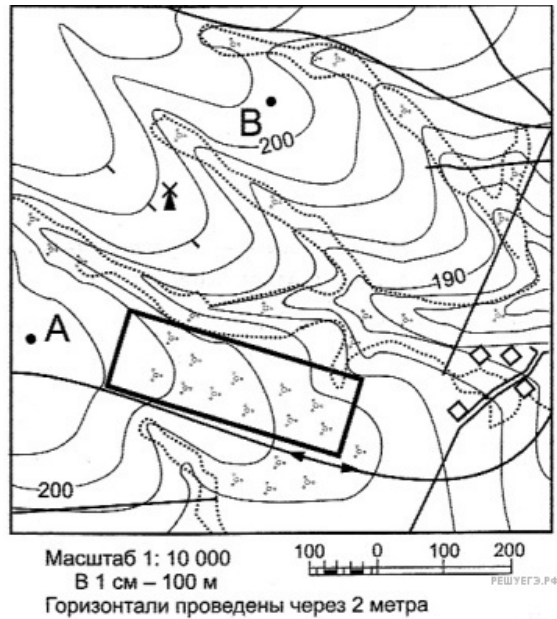 В
200
190
А
200
Масштаб 1: 10 000
В 1 см – 100 м
100 0 100 200
РЕШУЕГЭ.РФ
Горизонтали проведены через 2 метра